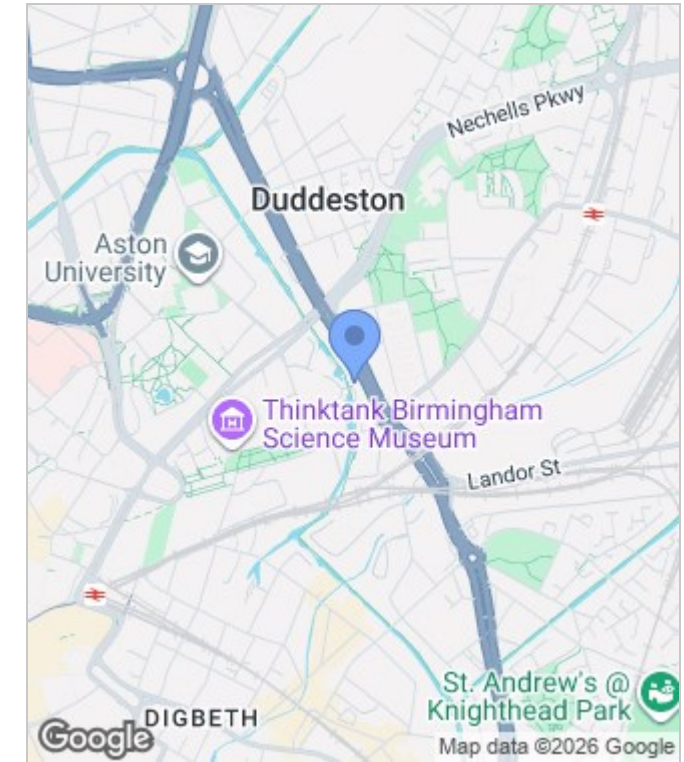 Nechells Pkwy
Duddeston
Aston
University
Thinktank Birmingham
Science Museum
Landor St
St. Andrew's @
Knighthead Park
DIGBETH
Google
Map data ©2026 Google